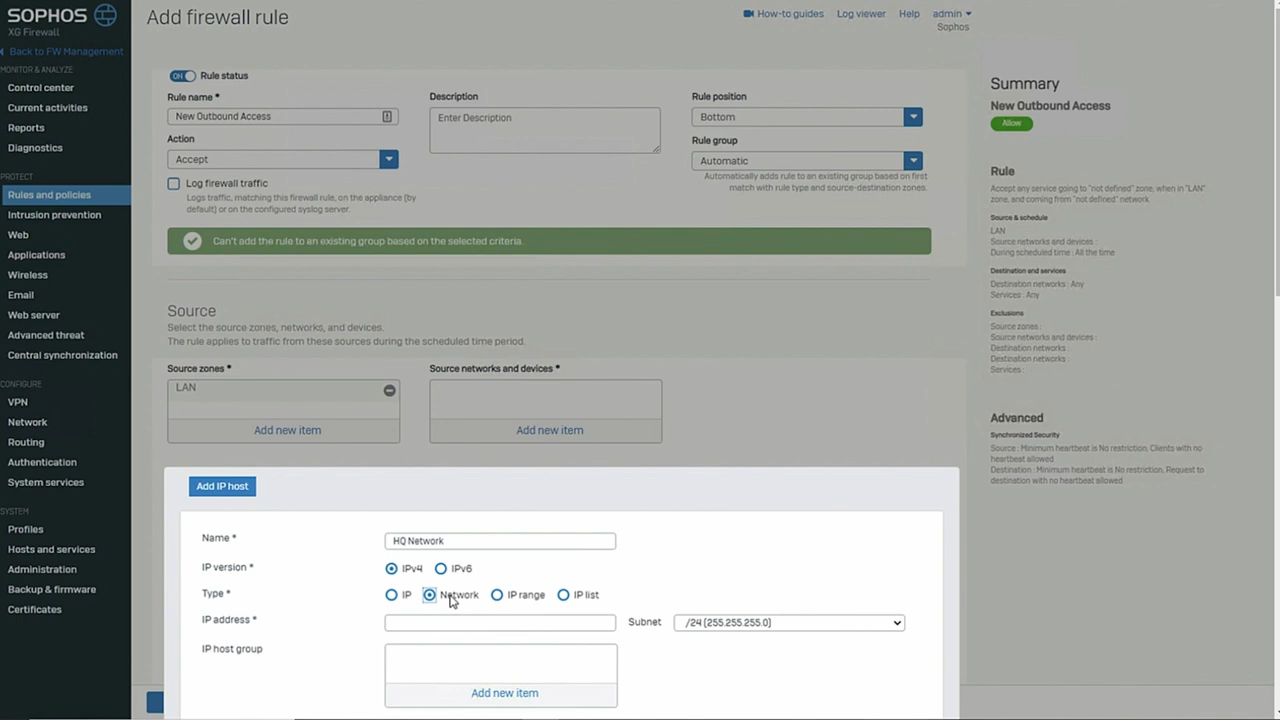 SOPHOS
XG Firewall
Back to FW Management
MONITOR & ANALYZE
Control center
Current activities
Reports
Diagnostics
PROTECT
Rules and policies
Intrusion prevention
Web
Applications
Wireless
Email
Web server
Advanced threat
Central synchronization
CONFIGURE
VPN
Network
Routing
Authentication
System services
SYSTEM
Profiles
Hosts and services
Administration
Backup & firmware
Certificates
Add firewall rule
How-to guides Log viewer Help admin
Sophos
ON Rule status
Rule name *
New Outbound Access
Description
Enter Description
Rule position
Bottom
Action
Accept
Rule group
Automatic
Automatically adds rule to an existing group based on first
match with rule type and source-destination zones.
Log firewall traffic
Logs traffic, matching this firewall rule, on the appliance (by
default) or on the configured syslog server.
Can't add the rule to an existing group based on the selected criteria.
Source
Select the source zones, networks, and devices.
The rule applies to traffic from these sources during the scheduled time period.
Source zones *
LAN
Add new item
Source networks and devices *
Add new item
Add IP host
Name *
HQ Network
IP version *
IPv4 IPv6
Type *
IP Network IP range IP list
IP address *
Subnet
/24 (255.255.255.0)
IP host group
Add new item
Summary
New Outbound Access
Allow
Rule
Accept any service going to "not defined" zone, when in "LAN"
zone, and coming from "not defined" network
Source & schedule
LAN
Source networks and devices :
During scheduled time : All the time
Destination and services
Destination networks : Any
Services : Any
Exclusions
Source zones :
Source networks and devices :
Destination networks :
Destination networks :
Services :
Advanced
Synchronized Security
Source : Minimum heartbeat is No restriction, Clients with no
heartbeat allowed
Destination : Minimum heartbeat is No restriction, Request to
destination with no heartbeat allowed